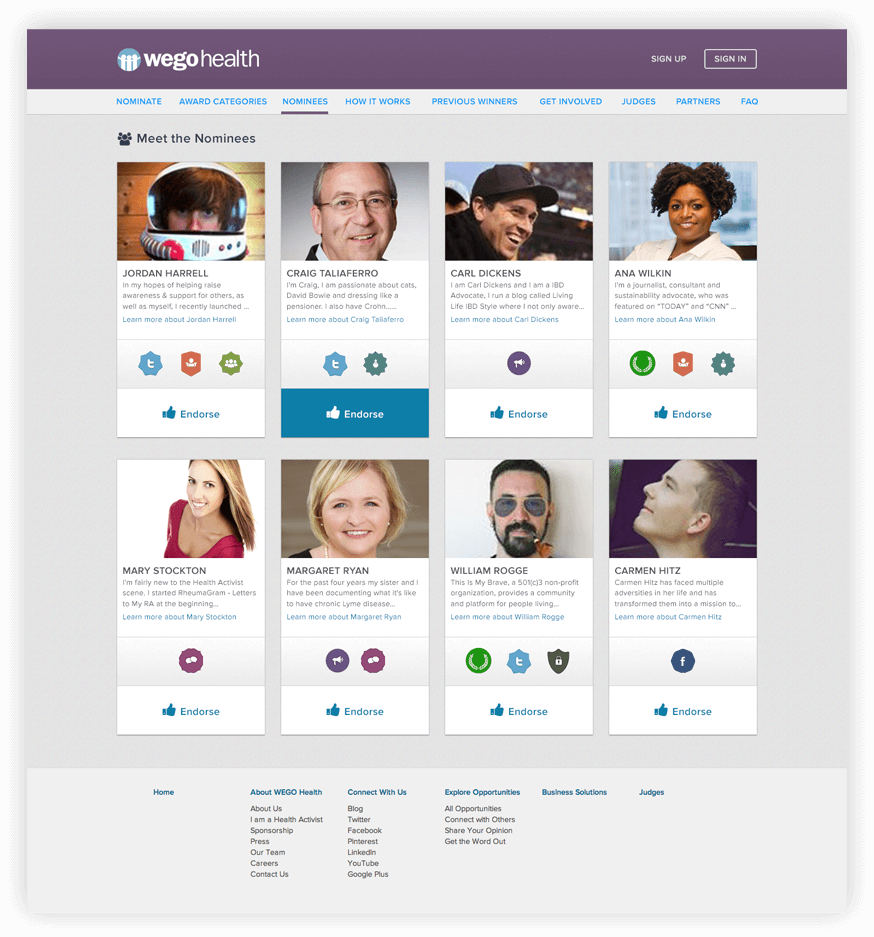 wegohealth
SIGN UP
SIGN IN
NOMINATE AWARD CATEGORIES NOMINEES HOW IT WORKS PREVIOUS WINNERS GET INVOLVED JUDGES PARTNERS FAQ
Meet the Nominees
JORDAN HARRELL
In my hopes of helping raise
awareness & support for others, as
well as myself, I recently launched ...
Learn more about Jordan Harrell
Endorse
CRAIG TALIAFERRO
I'm Craig, I am passionate about cats,
David Bowie and dressing like a
pensioner. I also have Crohn......
Learn more about Craig Taliaferro
Endorse
CARL DICKENS
I am Carl Dickens and I am a IBD
Advocate, I run a blog called Living
Life IBD Style where I not only aware...
Learn more about Carl Dickens
Endorse
ANA WILKIN
I'm a journalist, consultant and
sustainability advocate, who was
featured on "TODAY" and "CNN" ...
Learn more about Ana Wilkin
Endorse
MARY STOCKTON
I'm fairly new to the Health Activist
scene. I started RheumaGram - Letters
to My RA at the beginning...
Learn more about Mary Stockton
Endorse
MARGARET RYAN
For the past four years my sister and I
have been documenting what it's like
to have chronic Lyme disease...
Learn more about Margaret Ryan
Endorse
WILLIAM ROGGE
This Is My Brave, a 501(c)3 non-profit
organization, provides a community
and platform for people living...
Learn more about William Rogge
Endorse
CARMEN HITZ
Carmen Hitz has faced multiple
adversities in her life and has
transformed them into a mission to...
Learn more about Carmen Hitz
Endorse
Home
About WEGO Health
About Us
I am a Health Activist
Sponsorship
Press
Our Team
Careers
Contact Us
Connect With Us
Blog
Twitter
Facebook
Pinterest
LinkedIn
YouTube
Google Plus
Explore Opportunities
All Opportunities
Connect with Others
Share Your Opinion
Get the Word Out
Business Solutions
Judges